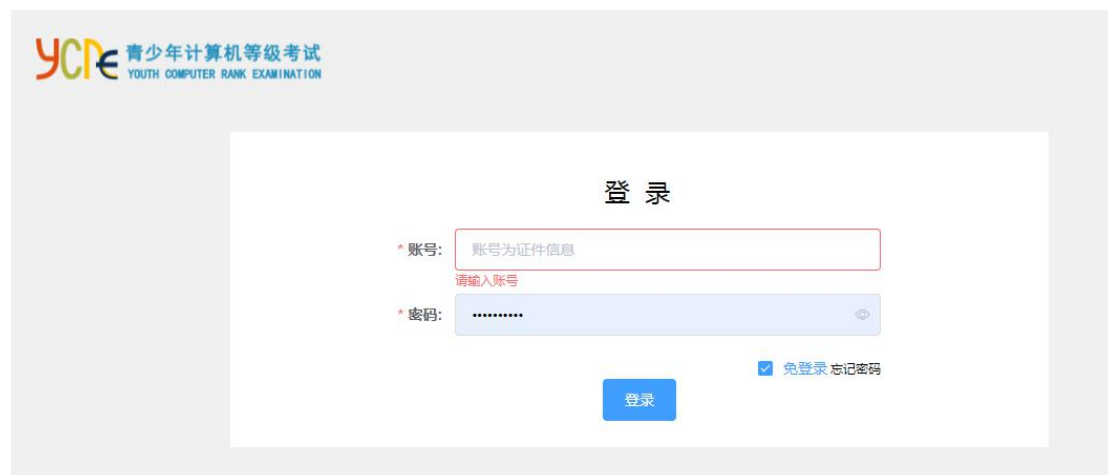 YCRE 青少年计算机等级考试
YOUTH COMPUTER RANK EXAMINATION
登 录
* 账号: 账号为证件信息
请输入账号
* 密码: ••••••••••
免登录 忘记密码
登录